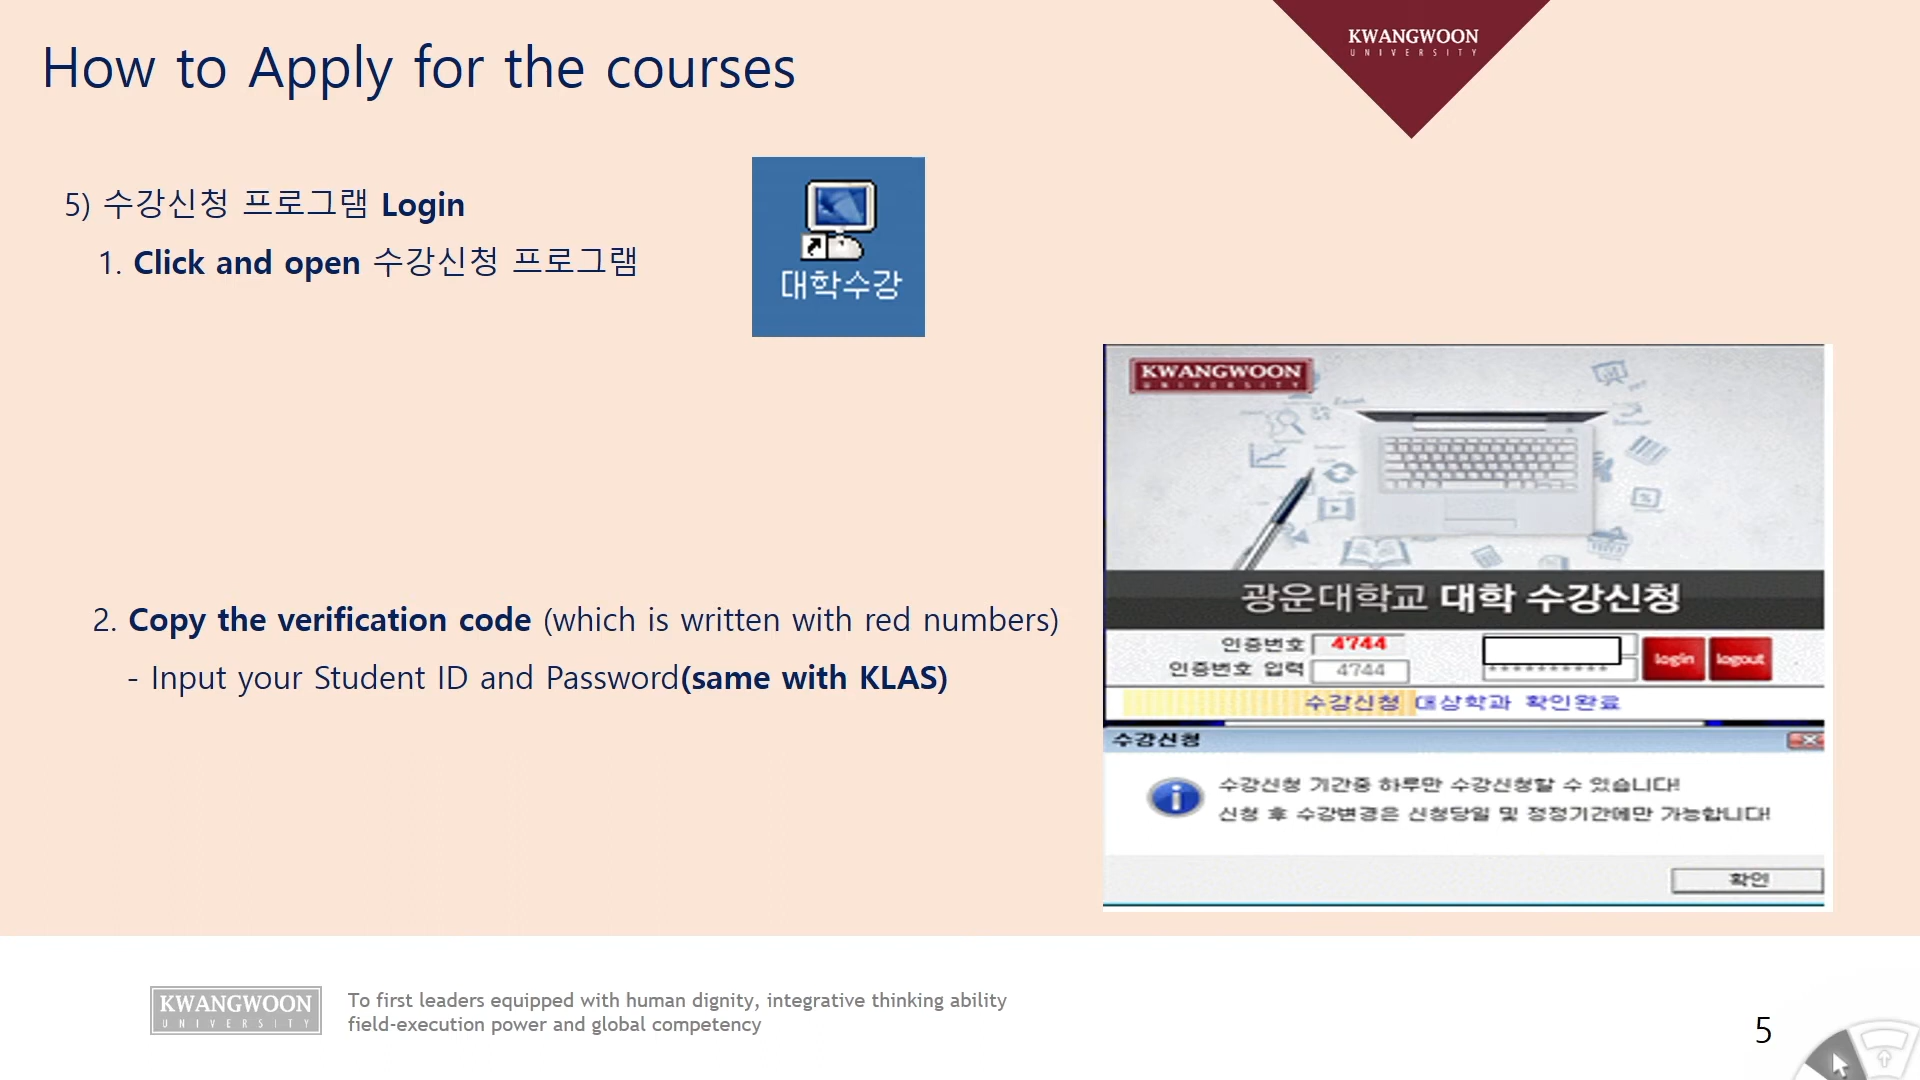 How to Apply for the courses
KWANGWOON
UNIVERSITY
5) 수강신청 프로그램 Login
1. Click and open 수강신청 프로그램
대학수강
KWANGWOON
UNIVERSITY
광운대학교 대학 수강신청
인증번호 4744
인증번호 입력 4744
********** login logout
수강신청 대상학과 확인완료
수강신청
수강신청 기간중 하루만 수강신청할 수 있습니다!
신청 후 수강변경은 신청당일 및 정정기간에만 가능합니다!
확인
2. Copy the verification code (which is written with red numbers)
- Input your Student ID and Password(same with KLAS)
KWANGWOON
UNIVERSITY
To first leaders equipped with human dignity, integrative thinking ability
field-execution power and global competency
5